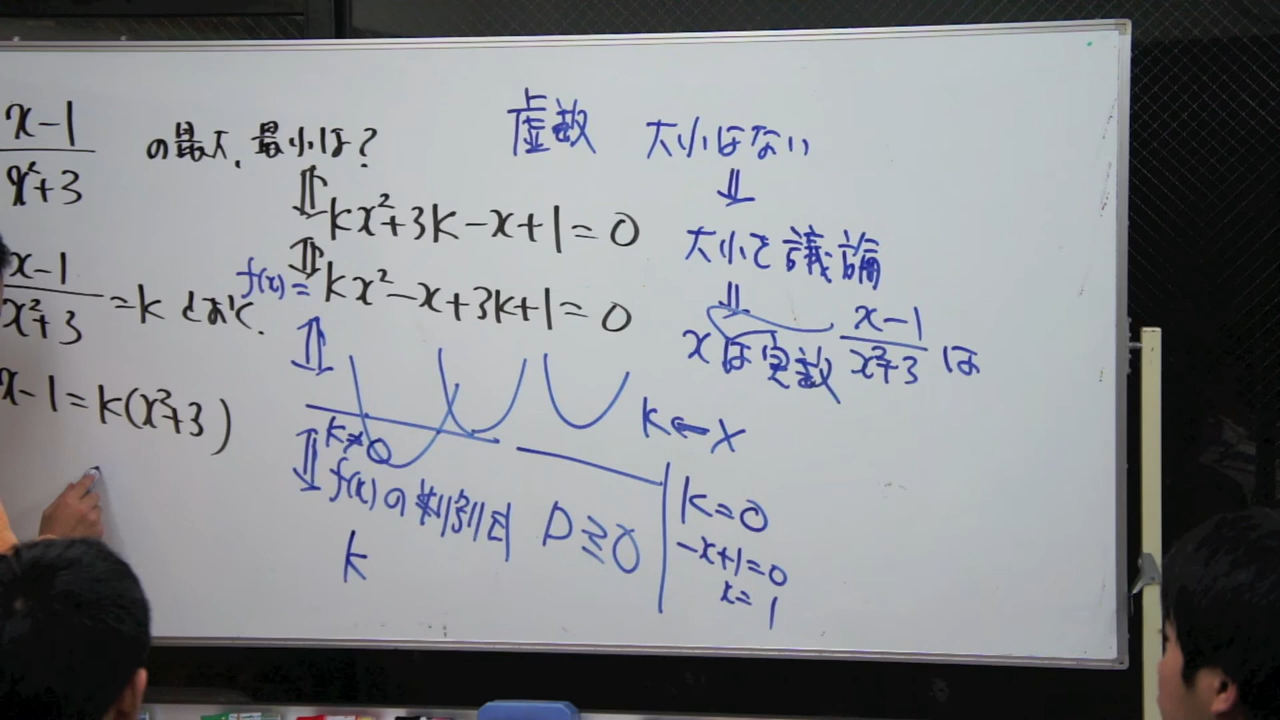 x-1
x²+3
の最大、最小は?
x-1
x²+3
=k とおく.
x-1=k(x²+3)
kx²+3k-x+1=0
f(x)= kx²-x+3k+1=0
k≠0
f(x)の判別式 D≧0
k
虚数 大小はない
⇓
大小を議論
⇓
xは実数 x-1
x²+3 は
k←x
k=0
-x+1=0
x=1